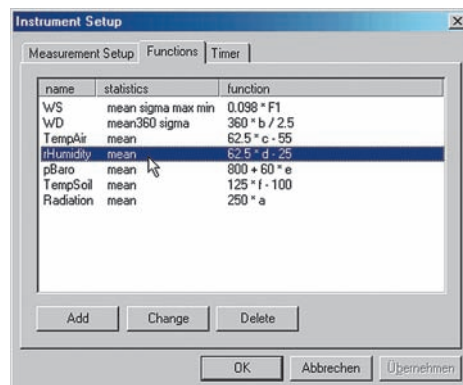 Instrument Setup
Measurement Setup Functions Timer
name statistics function
WS mean sigma max min 0.098 * F1
WD mean360 sigma 360 * b / 2.5
TempAir mean 62.5 * c - 55
rHumidity mean 62.5 * d - 25
pBaro mean 800 + 60 * e
TempSoil mean 125 * f - 100
Radiation mean 250 * a
Add Change Delete
OK Abbrechen Übernehmen